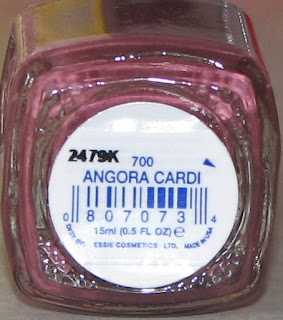 2479K 700
ANGORA CARDI
0 807073 4
15ml (0.5 FL OZ) e
ESSIE COSMETICS LTD. MADE IN USA